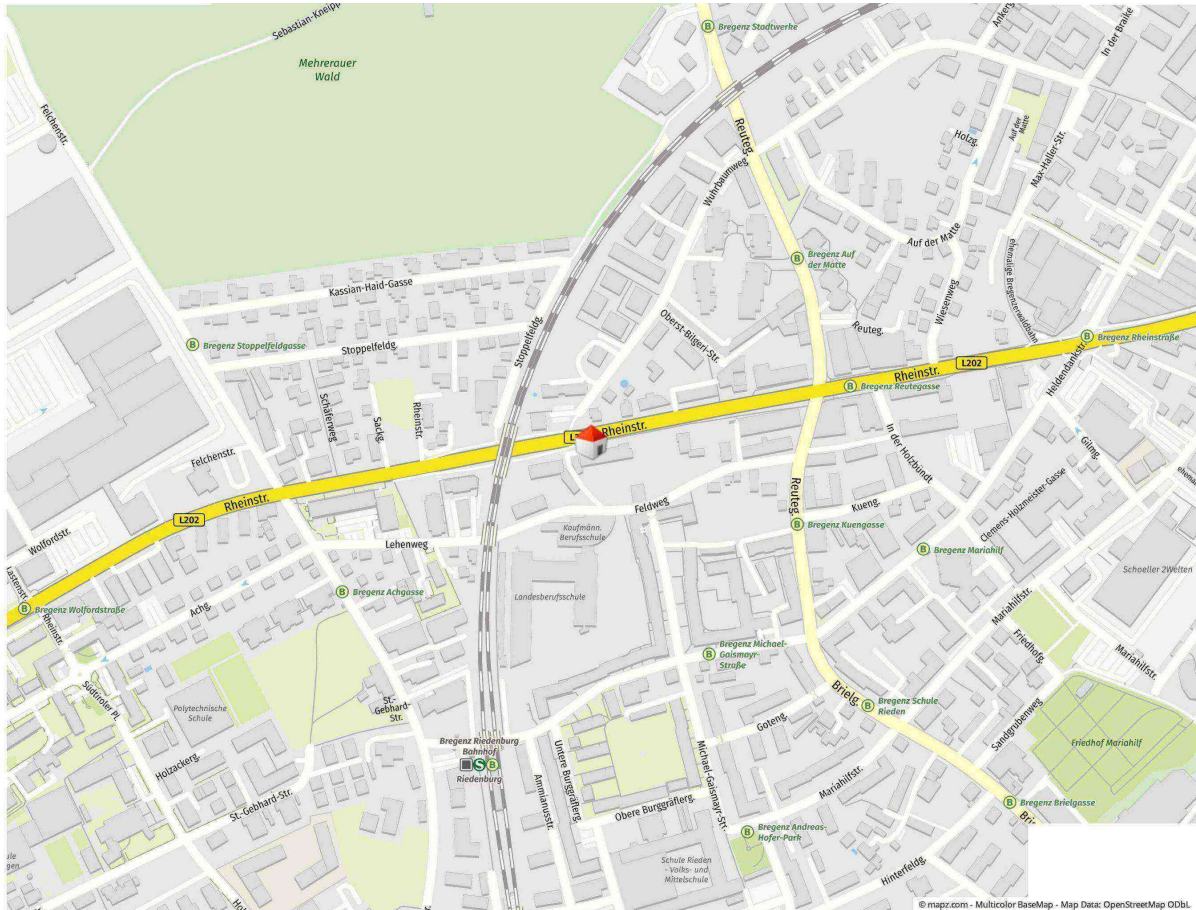 Sebastian-Kneipp
Bregenz Stadtwerke
Ankerg
In der Braike
Mehrerauer
Wald
Felchenstr.
Reuteg.
Holzg.
Auf der
Matte
Max-Haller-Str.
Wuhrbaumweg
Auf der Matte
ehemalige Bregenzerwaldbahn
Bregenz Auf
der Matte
Kassian-Haid-Gasse
Wiesenweg
Oberst-Bilgeri-Str.
Reuteg.
Bregenz Stoppelfeldgasse
Stoppelfeldg.
Stoppelfeldg.
Bregenz Rheinstraße
L202
Rheinstr.
Bregenz Reutegasse
Heldendankstr.
Schäferweg
Sackg.
Rheinstr.
Rheinstr.
In der Holzbündt
Gilmg.
Felchenstr.
Clemens-Holzmeister-Gasse
Rheinstr.
L202
Reuteg.
Feldweg
Kueng.
Bregenz Kuengasse
Kaufmänn.
Berufsschule
Wolfordstr.
Lehenweg.
Bregenz Mariahilf
Schoeller 2Welten
Lastenstr.
Bregenz Wolfordstraße
Achg.
Bregenz Achgasse
Landesberufsschule
Mariahilfstr.
Rheinstr.
Friedhofg.
Bregenz Michael-
Gaismayr-
Straße
Mariahilfstr.
Südtiroler Pl.
Polytechnische
Schule
St.-
Gebhard-
Str.
Brielg.
Bregenz Schule
Rieden
Goteng.
Sandgrubenweg
Friedhof Mariahilf
Bregenz Riedenburg
Bahnhof
S
Riedenburg
Holzackerg.
Untere Burggräflerg.
Ammianusstr.
Michael-Gaismayr-Str.
Mariahilfstr.
St.-Gebhard-Str.
Obere Burggräflerg.
Bregenz Brielgasse
Bregenz Andreas-
Hofer-Park
Schule Rieden
- Volks- und
Mittelschule
Hinterfeldg.
© mapz.com - Multicolor BaseMap - Map Data: OpenStreetMap ODbL